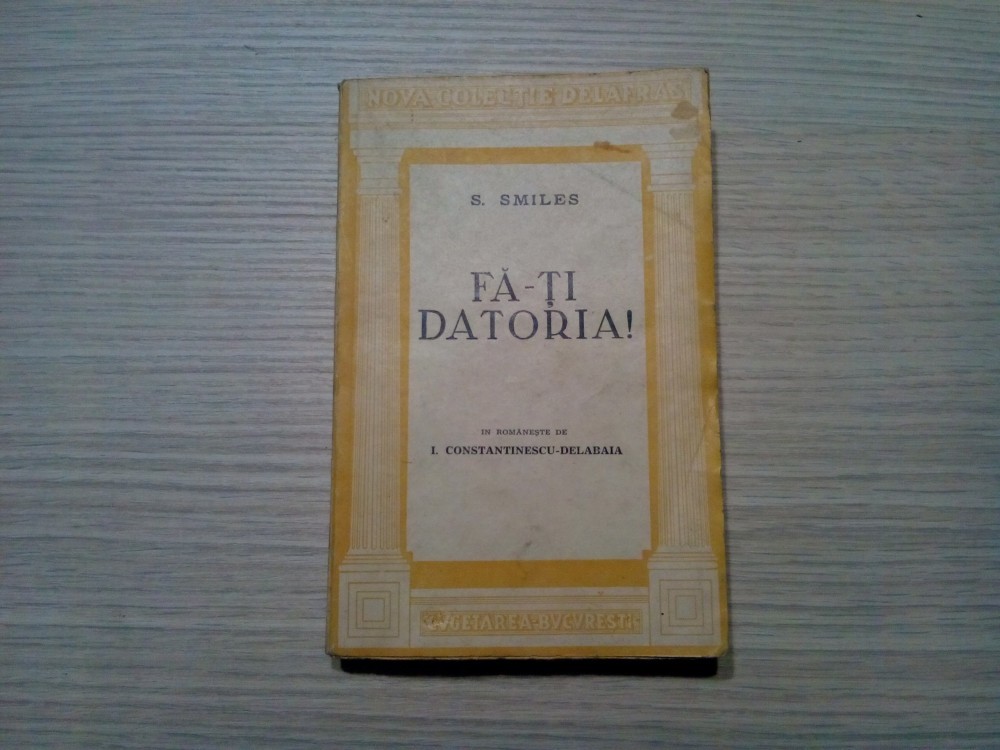 NOVA COLECȚIE DELAFRAS
S. SMILES
FĂ-ȚI
DATORIA!
IN ROMÂNEȘTE DE
I. CONSTANTINESCU-DELABAIA
CUGETAREA-BUCUREȘTI